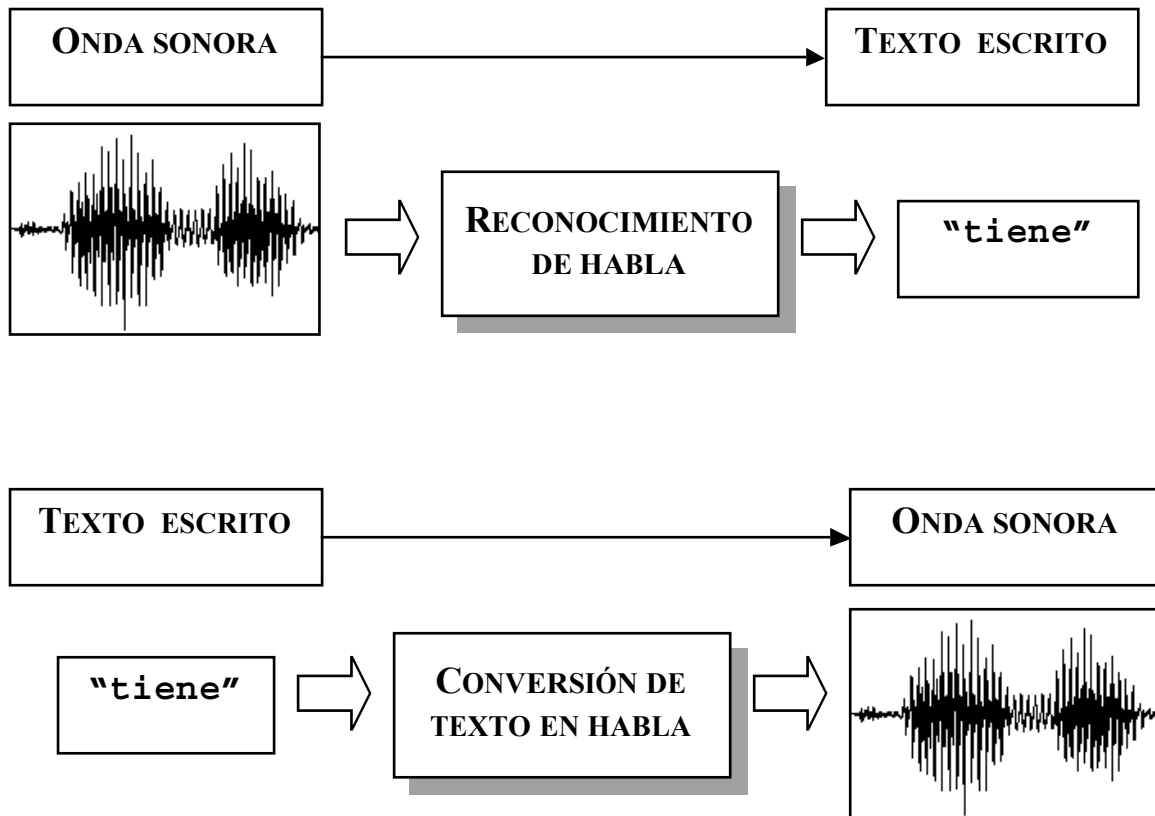 ONDA SONORA
TEXTO ESCRITO
RECONOCIMIENTO
DE HABLA
“tiene”
TEXTO ESCRITO
ONDA SONORA
“tiene”
CONVERSIÓN DE
TEXTO EN HABLA